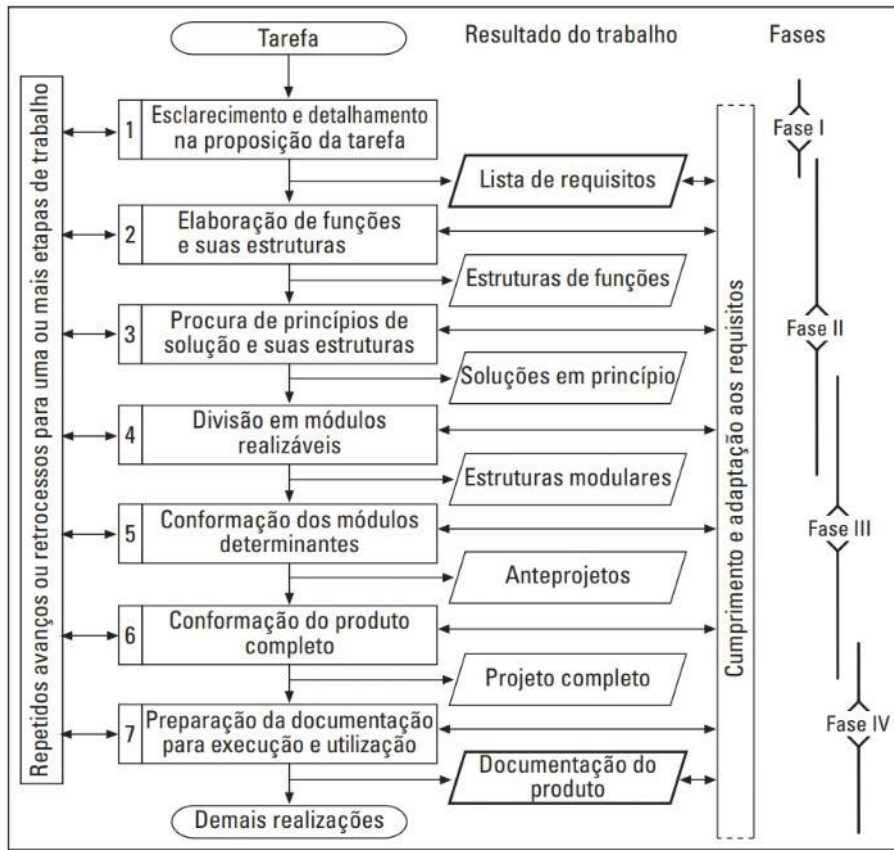 Tarefa
Resultado do trabalho
Fases
Repetidos avanços ou retrocessos para uma ou mais etapas de trabalho
1
Esclarecimento e detalhamento
na proposição da tarefa
Fase I
Lista de requisitos
2
Elaboração de funções
e suas estruturas
Estruturas de funções
3
Procura de princípios de
solução e suas estruturas
Fase II
Soluções em princípio
4
Divisão em módulos
realizáveis
Estruturas modulares
5
Conformação dos módulos
determinantes
Fase III
Anteprojetos
6
Conformação do produto
completo
Projeto completo
7
Preparação da documentação
para execução e utilização
Fase IV
Documentação do
produto
Demais realizações
Cumprimento e adaptação aos requisitos